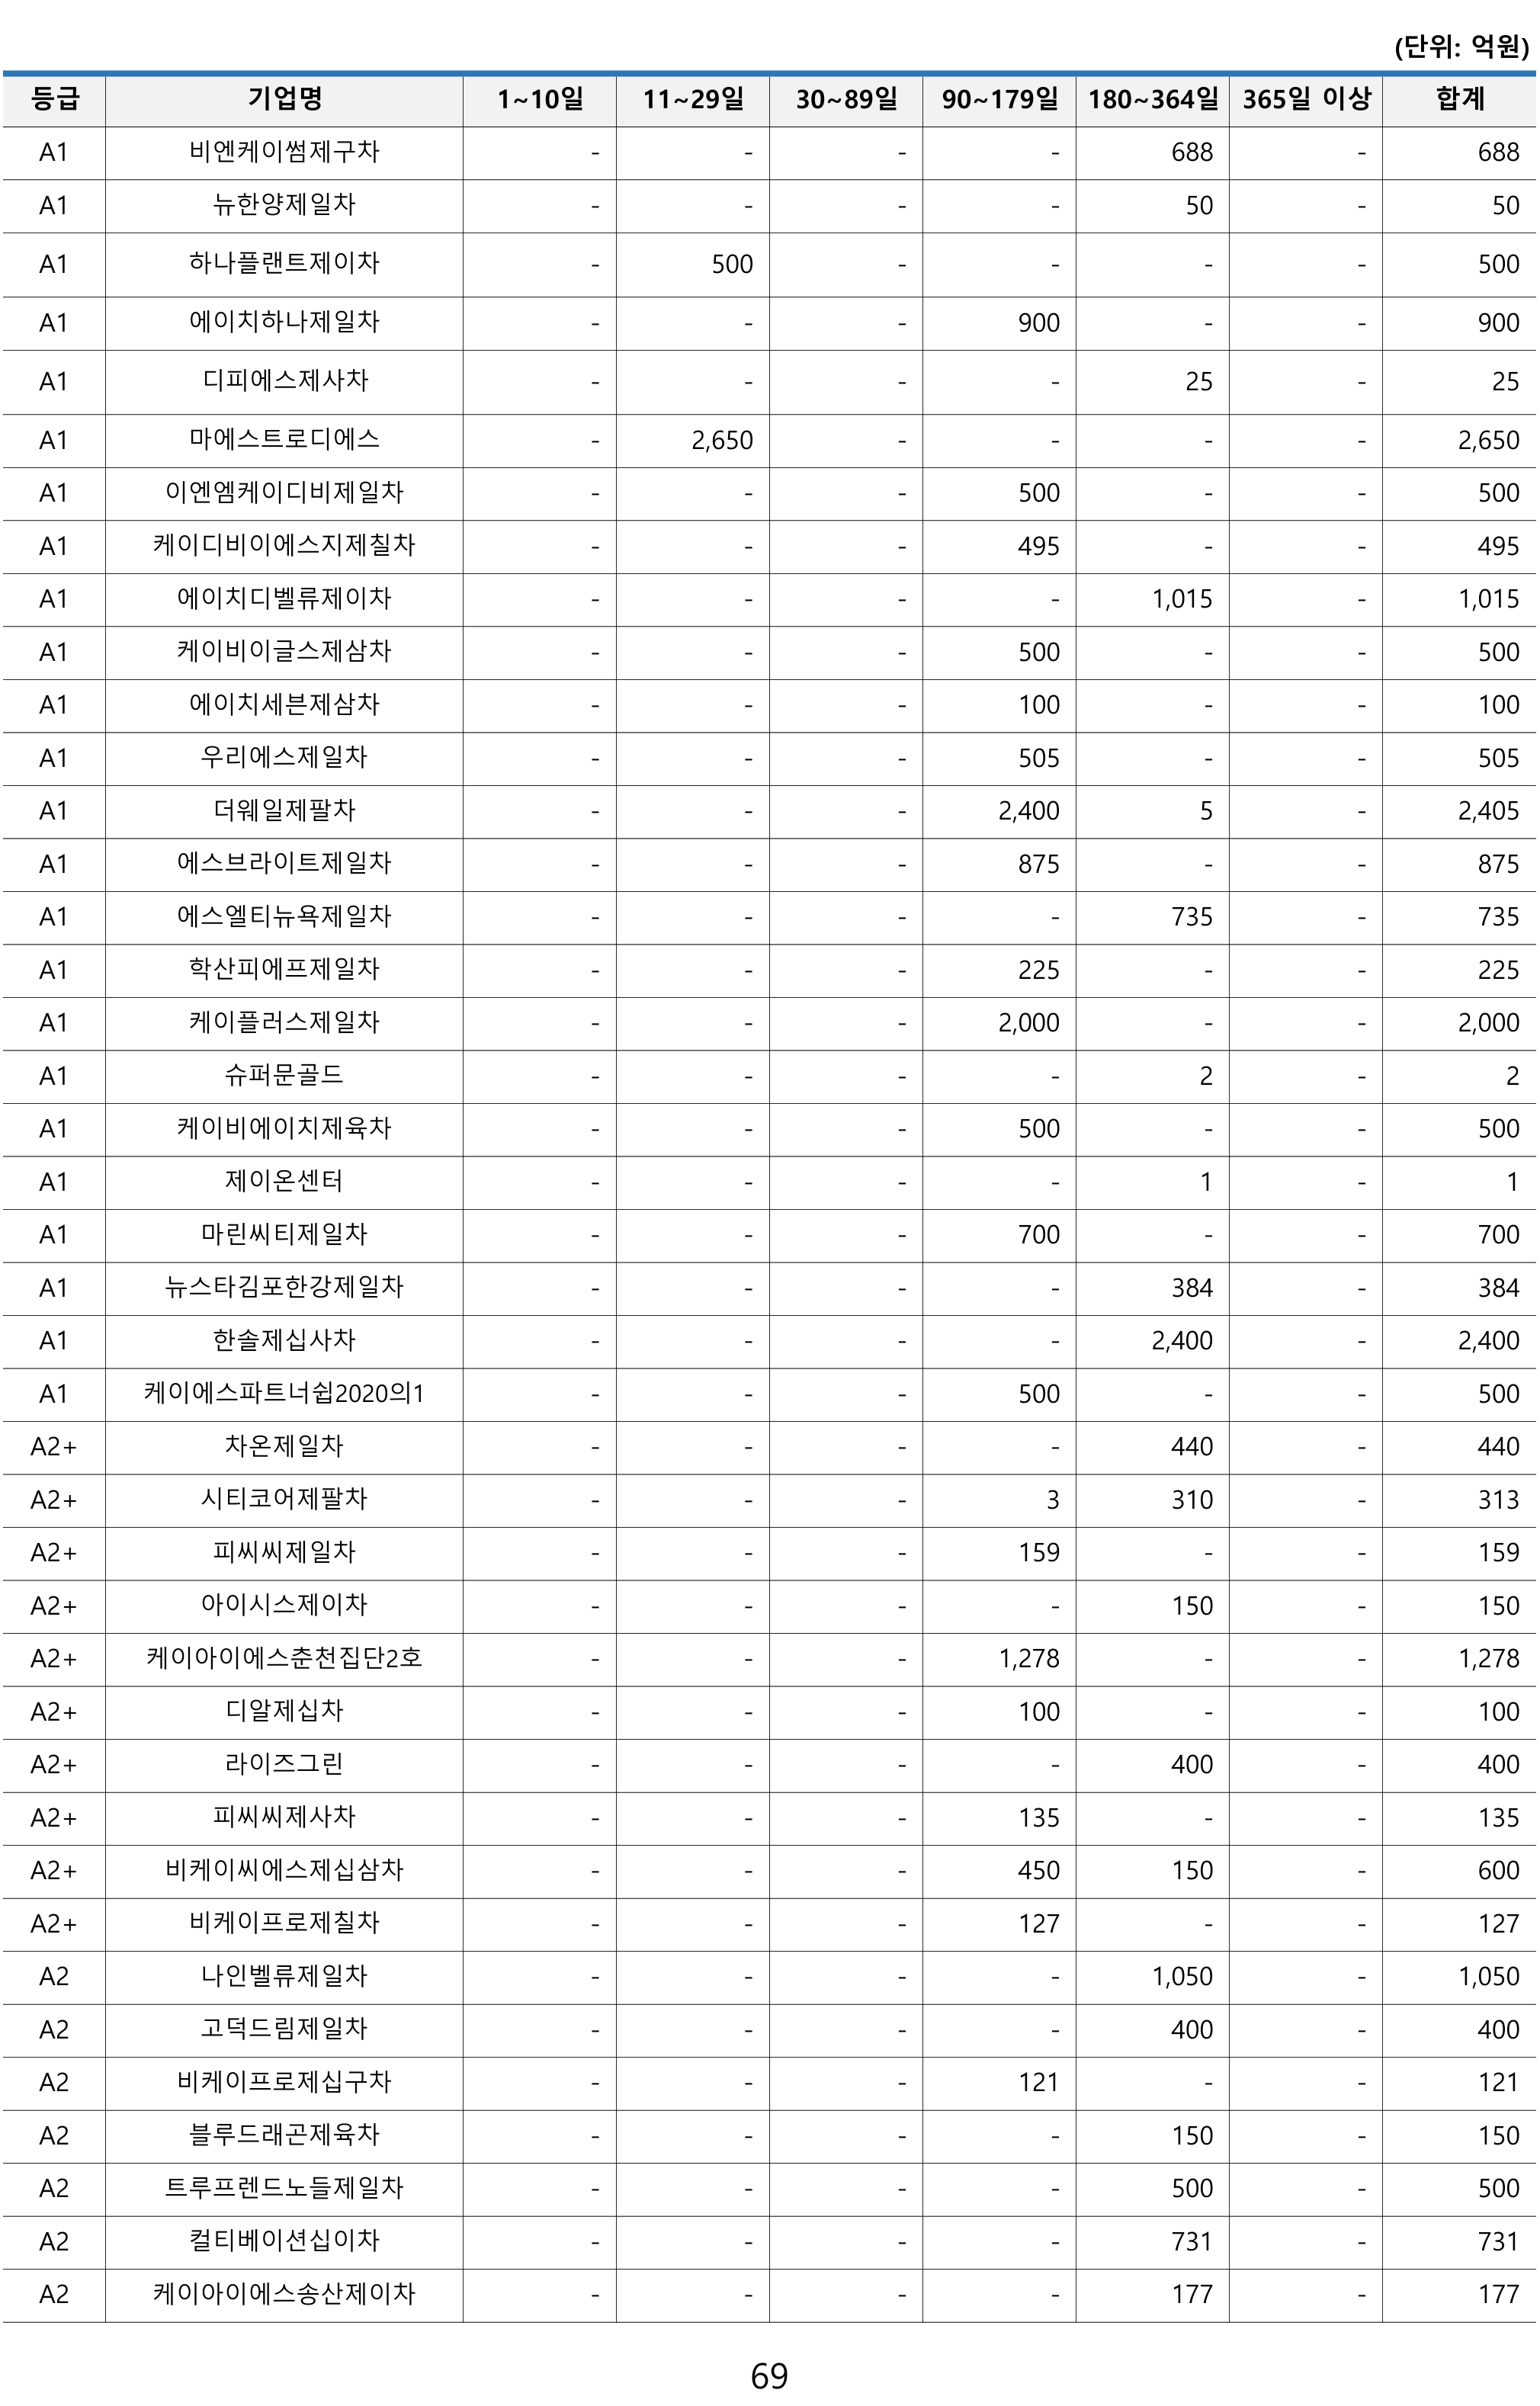 (단위: 억원)
등급 기업명 1~10일 11~29일 30~89일 90~179일 180~364일 365일 이상 합계
A1 비엔케이썸제구차 - - - - 688 - 688
A1 뉴한양제일차 - - - - 50 - 50
A1 하나플랜트제이차 - 500 - - - - 500
A1 에이치하나제일차 - - - 900 - - 900
A1 디피에스제사차 - - - - 25 - 25
A1 마에스트로디에스 - 2,650 - - - - 2,650
A1 이엔엠케이디비제일차 - - - 500 - - 500
A1 케이디비이에스지제칠차 - - - 495 - - 495
A1 에이치디벨류제이차 - - - - 1,015 - 1,015
A1 케이비이글스제삼차 - - - 500 - - 500
A1 에이치세븐제삼차 - - - 100 - - 100
A1 우리에스제일차 - - - 505 - - 505
A1 더웨일제팔차 - - - 2,400 5 - 2,405
A1 에스브라이트제일차 - - - 875 - - 875
A1 에스엘티뉴욕제일차 - - - - 735 - 735
A1 학산피에프제일차 - - - 225 - - 225
A1 케이플러스제일차 - - - 2,000 - - 2,000
A1 슈퍼문골드 - - - - 2 - 2
A1 케이비에이치제육차 - - - 500 - - 500
A1 제이온센터 - - - - 1 - 1
A1 마린씨티제일차 - - - 700 - - 700
A1 뉴스타김포한강제일차 - - - - 384 - 384
A1 한솔제십사차 - - - - 2,400 - 2,400
A1 케이에스파트너쉽2020의1 - - - 500 - - 500
A2+ 차온제일차 - - - - 440 - 440
A2+ 시티코어제팔차 - - - 3 310 - 313
A2+ 피씨씨제일차 - - - 159 - - 159
A2+ 아이시스제이차 - - - - 150 - 150
A2+ 케이아이에스춘천집단2호 - - - 1,278 - - 1,278
A2+ 디알제십차 - - - 100 - - 100
A2+ 라이즈그린 - - - - 400 - 400
A2+ 피씨씨제사차 - - - 135 - - 135
A2+ 비케이씨에스제십삼차 - - - 450 150 - 600
A2+ 비케이프로제칠차 - - - 127 - - 127
A2 나인벨류제일차 - - - - 1,050 - 1,050
A2 고덕드림제일차 - - - - 400 - 400
A2 비케이프로제십구차 - - - 121 - - 121
A2 블루드래곤제육차 - - - - 150 - 150
A2 트루프렌드노들제일차 - - - - 500 - 500
A2 컬티베이션십이차 - - - - 731 - 731
A2 케이아이에스송산제이차 - - - - 177 - 177
69